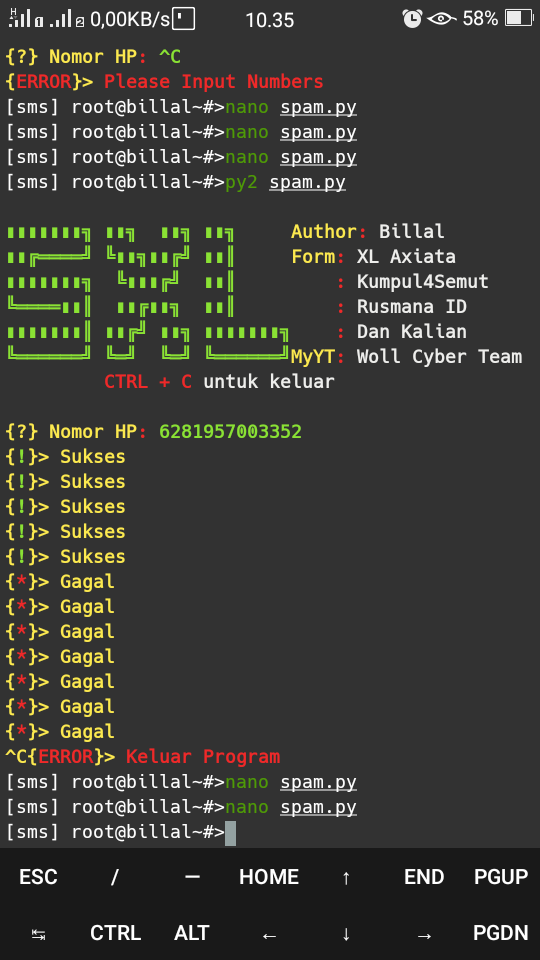 0,00KB/s 10.35 58%
{?} Nomor HP: ^C
{ERROR}> Please Input Numbers
[sms] root@billal~#>nano spam.py
[sms] root@billal~#>nano spam.py
[sms] root@billal~#>nano spam.py
[sms] root@billal~#>py2 spam.py
Author: Billal
Form: XL Axiata
: Kumpul4Semut
: Rusmana ID
: Dan Kalian
MyYT: Woll Cyber Team
CTRL + C untuk keluar
{?} Nomor HP: 6281957003352
{!}> Sukses
{!}> Sukses
{!}> Sukses
{!}> Sukses
{!}> Sukses
{*}> Gagal
{*}> Gagal
{*}> Gagal
{*}> Gagal
{*}> Gagal
{*}> Gagal
{*}> Gagal
^C{ERROR}> Keluar Program
[sms] root@billal~#>nano spam.py
[sms] root@billal~#>nano spam.py
[sms] root@billal~#>
ESC / — HOME ↑ END PGUP
↹ CTRL ALT ← ↓ → PGDN